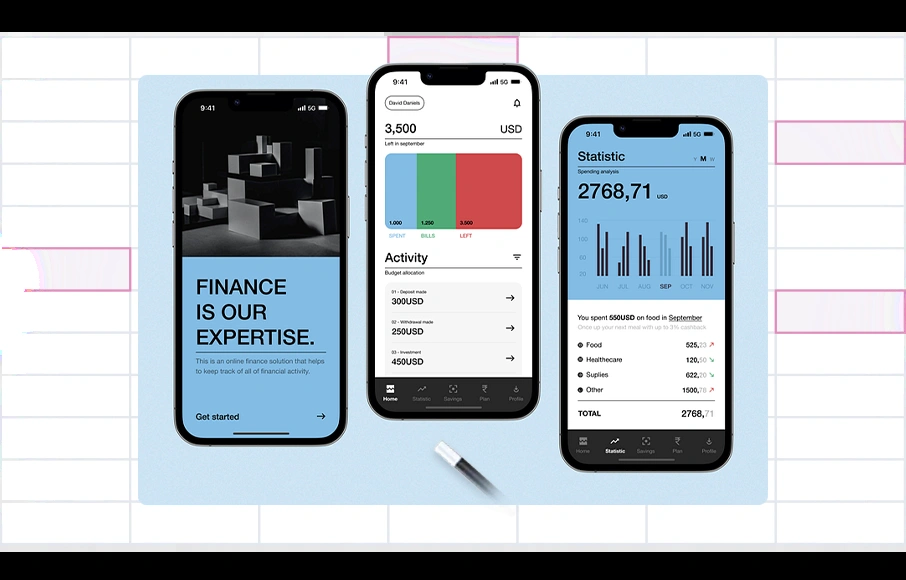 9:41
5G
FINANCE
IS OUR
EXPERTISE.
This is an online finance solution that helps
to keep track of all of financial activity.
Get started
9:41
5G
David Daniels
3,500 USD
Left in september
1.000 1.250 3.500
SPENT BILLS LEFT
Activity
Budget allocation
01 - Deposit made
300USD
02 - Withdrawal made
250USD
03 - Investment
450USD
Home Statistic Savings Plan Profile
9:41
5G
Statistic Y M W
Spending analysis
2768,71 USD
140
100
60
20
JUN JUL AUG SEP OCT NOV
You spent 550USD on food in September
Once up your next meal with up to 3% cashback
Food 525,23
Healthecare 120,50
Suplies 622,20
Other 1500,78
TOTAL 2768,71
Home Statistic Savings Plan Profile